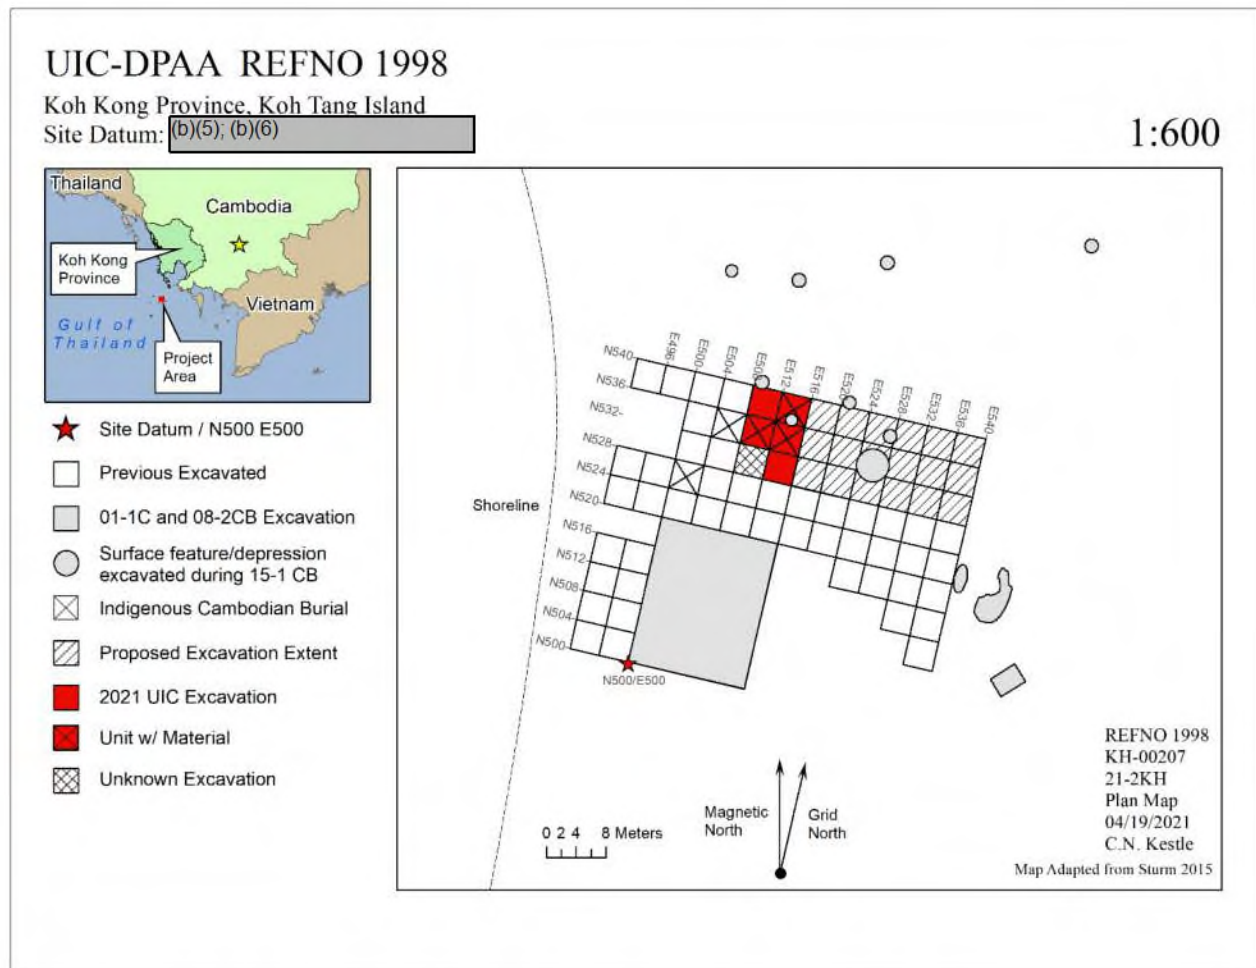 UIC-DPAA REFNO 1998
Koh Kong Province, Koh Tang Island
Site Datum: (b)(5); (b)(6)
1:600
Thailand
Cambodia
Koh Kong
Province
Vietnam
Gulf of
Thailand
Project
Area
Site Datum / N500 E500
Previous Excavated
01-1C and 08-2CB Excavation
Surface feature/depression
excavated during 15-1 CB
Indigenous Cambodian Burial
Proposed Excavation Extent
2021 UIC Excavation
Unit w/ Material
Unknown Excavation
E496
E500
E504
E508
E512
E516
E520
E524
E528
E532
E536
E540
N540
N536
N532
N528
N524
N520
N516
N512
N508
N504
N500
Shoreline
N500/E500
0 2 4 8 Meters
Magnetic
North
Grid
North
REFNO 1998
KH-00207
21-2KH
Plan Map
04/19/2021
C.N. Kestle
Map Adapted from Sturm 2015